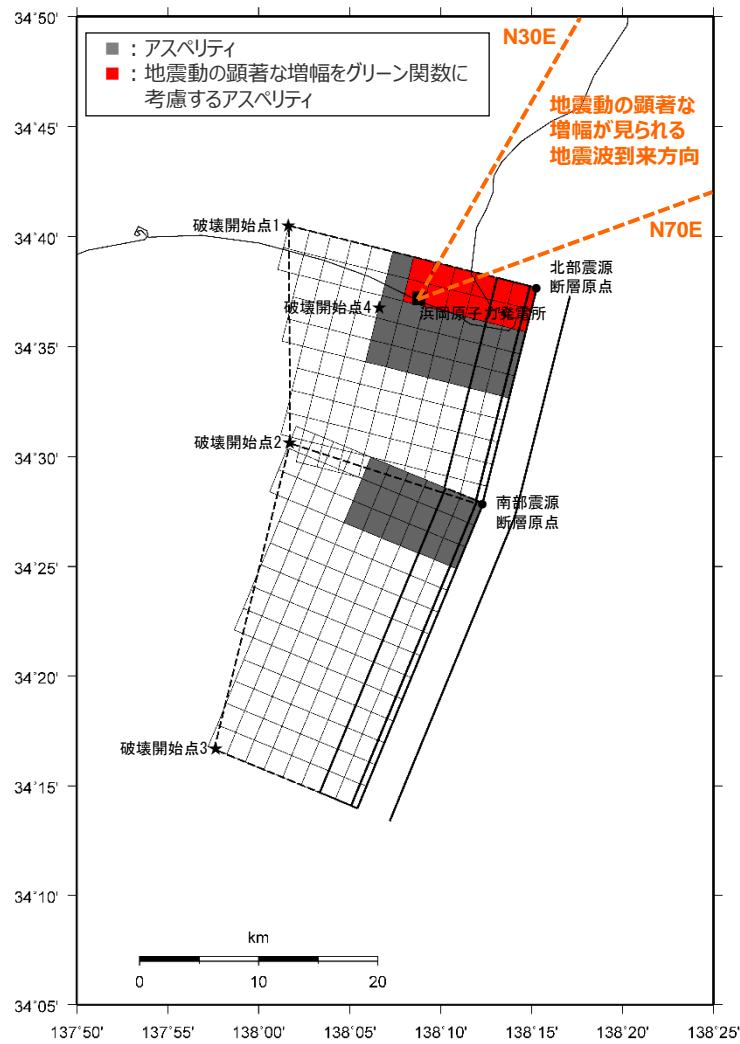 34°50'
N30E
■ : アスペリティ
■ : 地震動の顕著な増幅をグリーン関数に
考慮するアスペリティ
地震動の顕著な
増幅が見られる
地震波到来方向
34°45'
34°40'
破壊開始点1
N70E
北部震源
断層原点
破壊開始点4
浜岡原子力発電所
34°35'
34°30'
破壊開始点2
南部震源
断層原点
34°25'
34°20'
破壊開始点3
34°15'
34°10'
km
0 10 20
34°05'
137°50' 137°55' 138°00' 138°05' 138°10' 138°15' 138°20' 138°25'